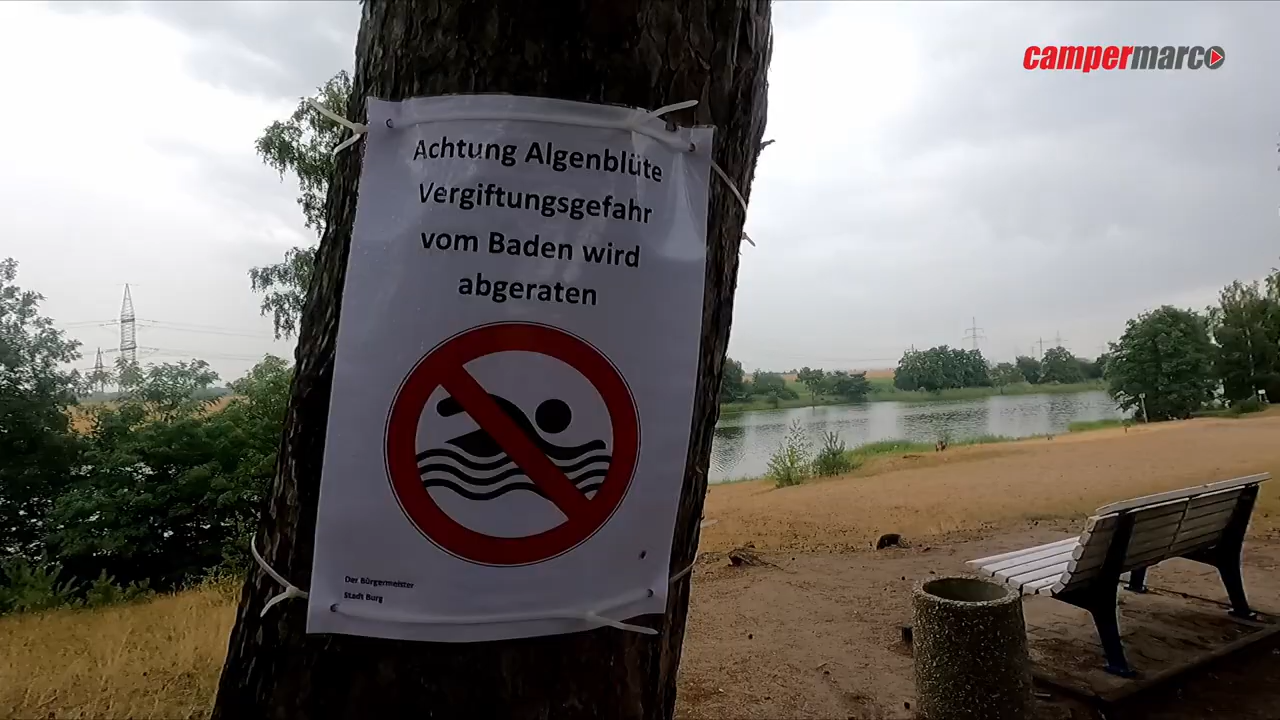 campermarco
Achtung Algenblüte
Vergiftungsgefahr
vom Baden wird
abgeraten
Der Bürgermeister
Stadt Burg